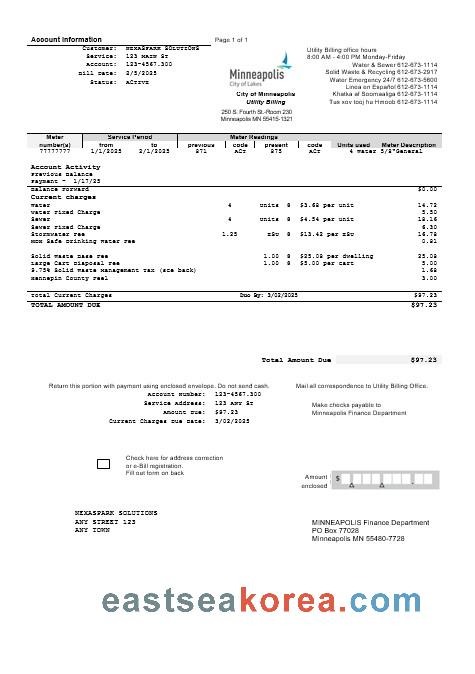 Account Information
Page 1 of 1
Customer: NEXASPARK SOLUTIONS
Service: 123 MAIN St
Account: 123-4567.300
Bill Date: 2/5/2025
Status: Active
Minneapolis
City of Lakes
City of Minneapolis
Utility Billing
250 S. Fourth St.-Room 230
Minneapolis MN 55415-1321
Utility Billing office hours
8:00 AM - 4:00 PM Monday-Friday
Water & Sewer 612-673-1114
Solid Waste & Recycling 612-673-2917
Water Emergency 24/7 612-673-5600
Linea en Español 612-673-1114
Khatka af Soomaaliga 612-673-1114
Tus xov tooj hu Hmoob 612-673-1114
Meter Service Period Meter Readings
number(s) from to previous code present code Units used Meter Description
77777777 1/1/2025 2/1/2025 871 ACT 875 ACT 4 Water 5/8"General
Account Activity
Previous Balance
Payment - 1/17/25
Balance Forward $0.00
Current Charges
Water 4 Units @ $3.68 per unit 14.72
Water Fixed Charge 5.50
Sewer 4 Units @ $4.54 per unit 18.16
Sewer Fixed Charge 6.30
Stormwater Fee 1.25 ESU @ $13.42 per ESU 16.78
MDH Safe Drinking Water Fee 0.81
Solid Waste Base Fee 1.00 @ $25.08 per dwelling 25.08
Large Cart Disposal Fee 1.00 @ $5.00 per cart 5.00
9.75% Solid Waste Management Tax (see back) 1.68
Hennepin County Feel 3.00
Total Current Charges Due By: 3/02/2025 $97.23
TOTAL AMOUNT DUE $97.23
Total Amount Due $97.23
Return this portion with payment using enclosed envelope. Do not send cash.
Mail all correspondence to Utility Billing Office.
Account Number: 123-4567.300
Service Address: 123 ANY St
Amount Due: $97.23
Current Charges Due Date: 3/02/2025
Make checks payable to
Minneapolis Finance Department
Check here for address correction
or e-Bill registration.
Fill out form on back
Amount
enclosed
$
NEXASPARK SOLUTIONS
ANY STREET 123
ANY TOWN
MINNEAPOLIS Finance Department
PO Box 77028
Minneapolis MN 55480-7728
eastseakorea.com